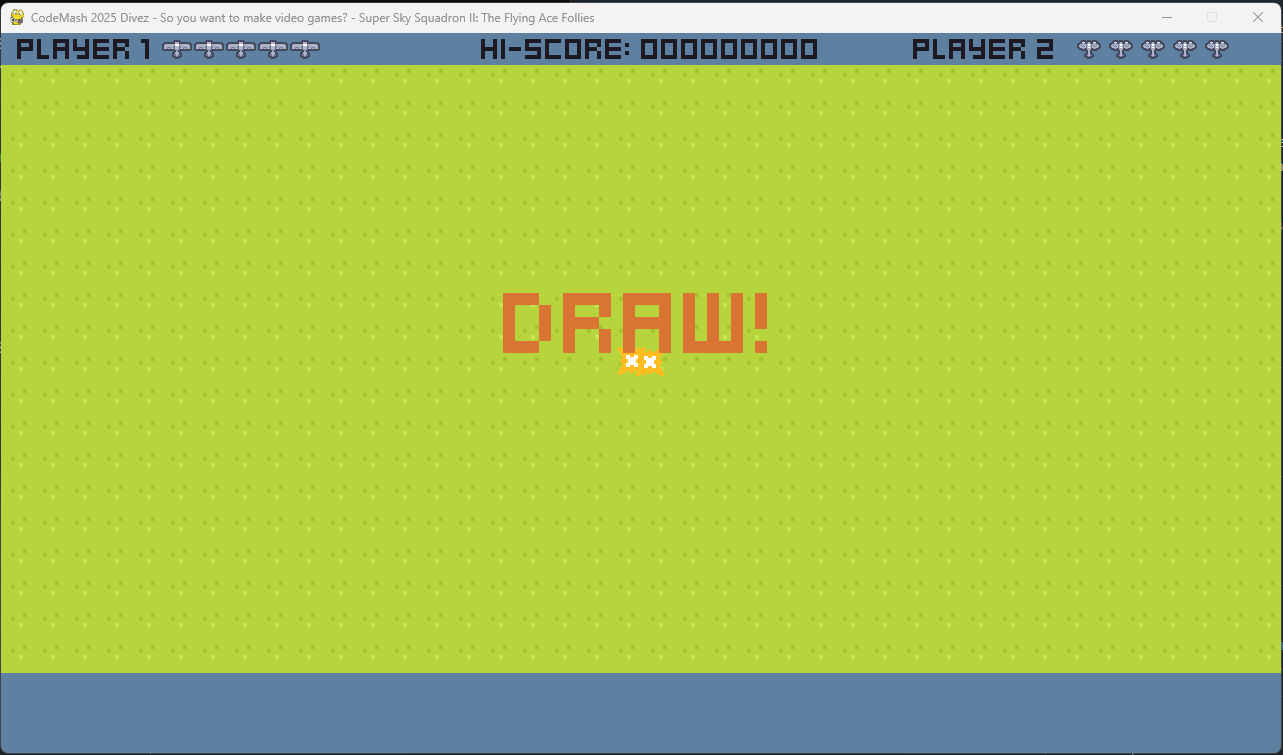 CodeMash 2025 Divez - So you want to make video games? - Super Sky Squadron II: The Flying Ace Follies
PLAYER 1 HI-SCORE: 000000000 PLAYER 2
DRAW!